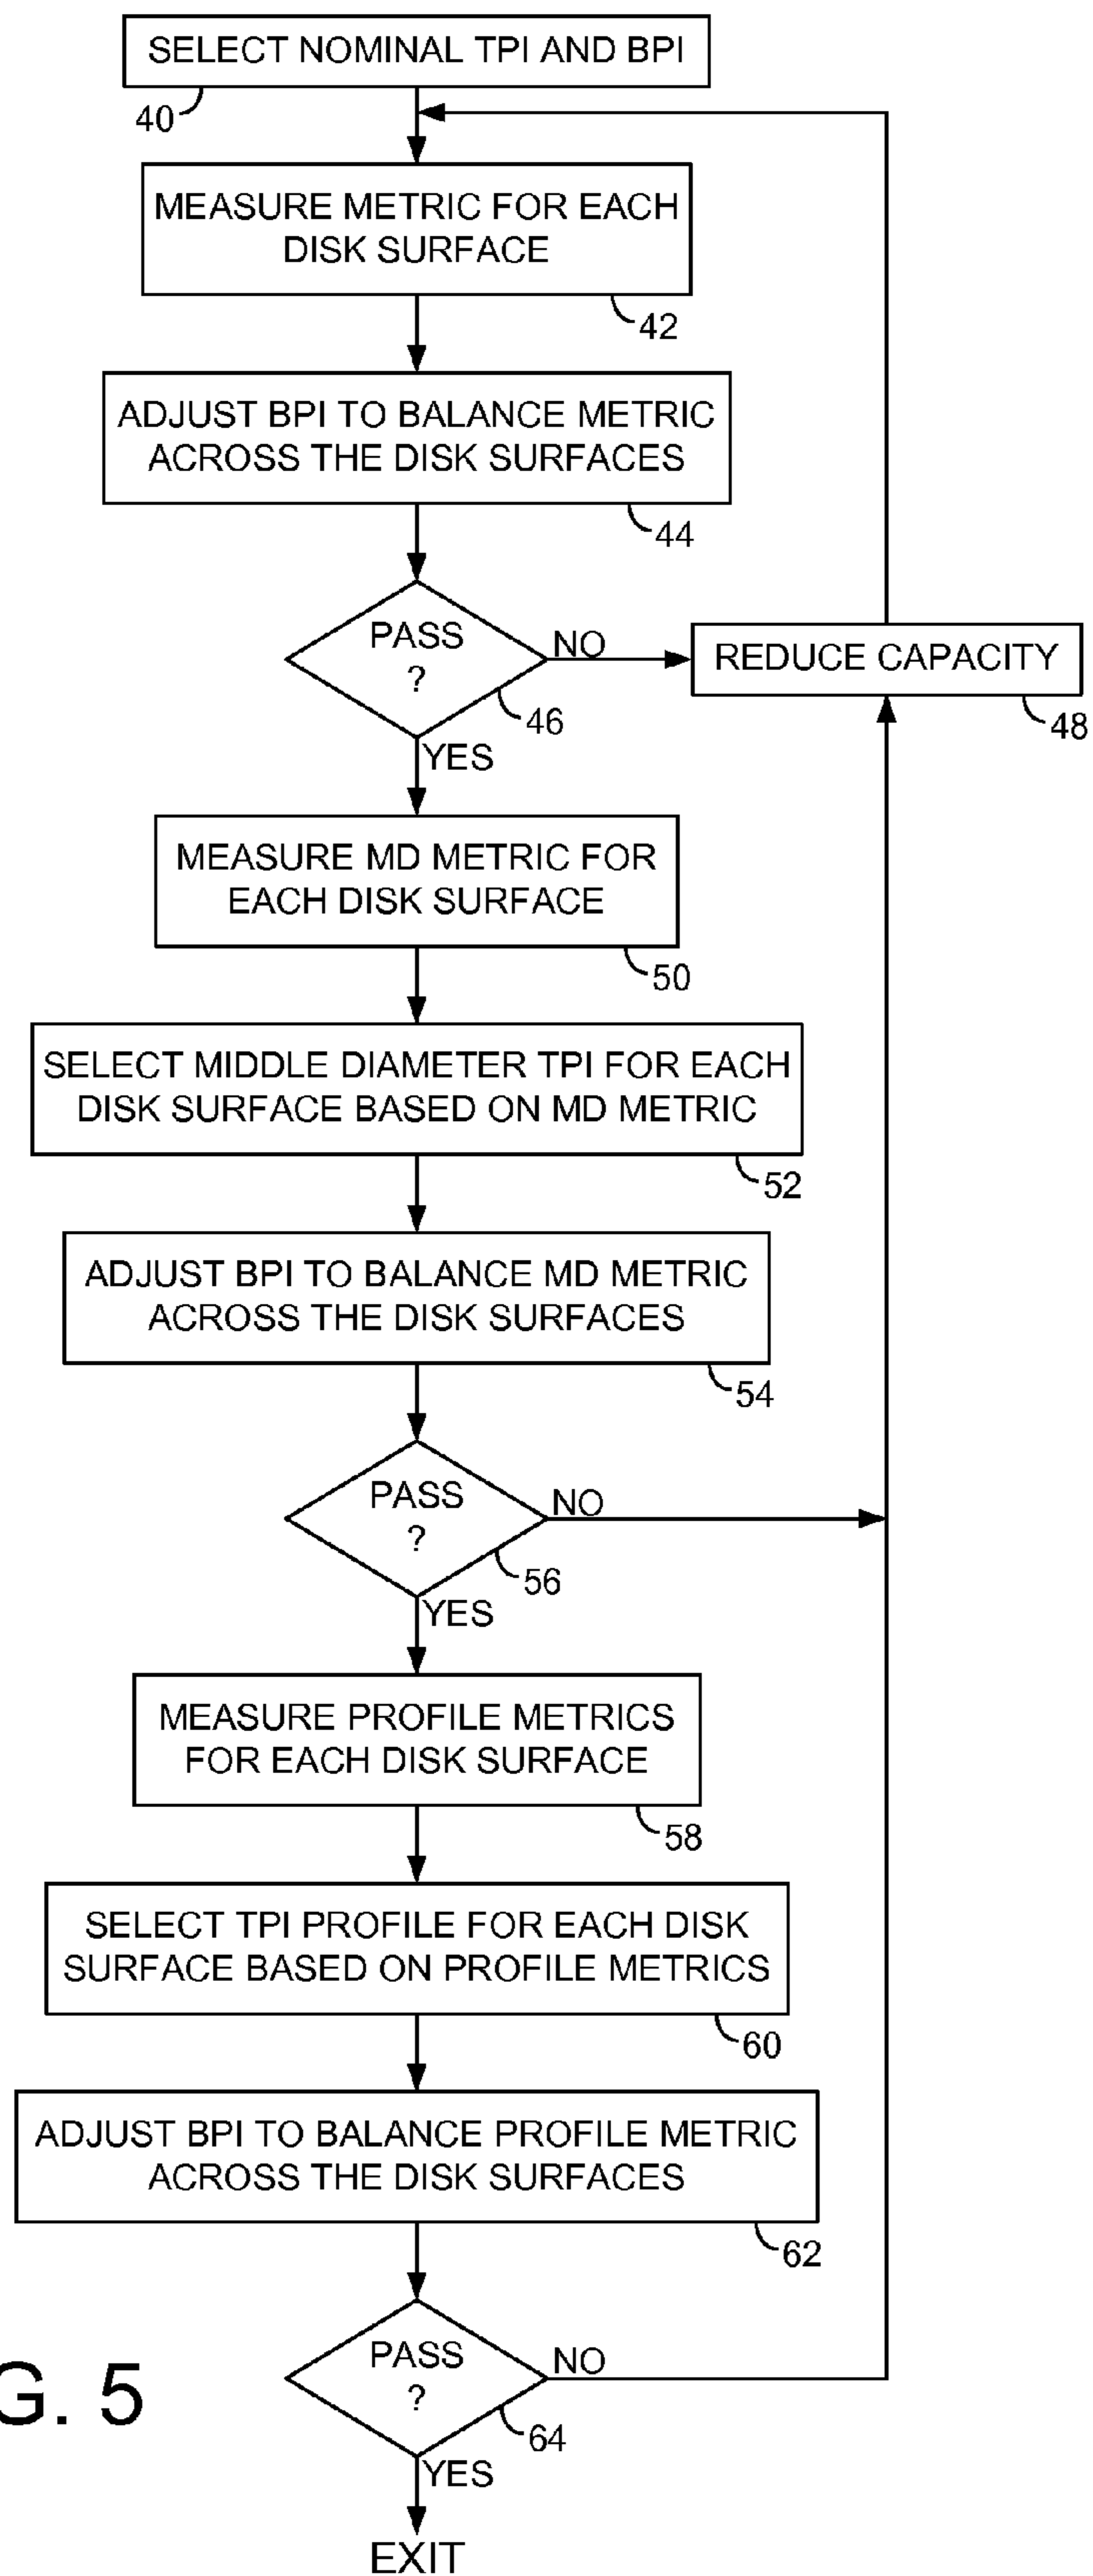 SELECT NOMINAL TPI AND BPI
40
MEASURE METRIC FOR EACH
DISK SURFACE
42
ADJUST BPI TO BALANCE METRIC
ACROSS THE DISK SURFACES
44
PASS
?
NO
46
YES
REDUCE CAPACITY
48
MEASURE MD METRIC FOR
EACH DISK SURFACE
50
SELECT MIDDLE DIAMETER TPI FOR EACH
DISK SURFACE BASED ON MD METRIC
52
ADJUST BPI TO BALANCE MD METRIC
ACROSS THE DISK SURFACES
54
PASS
?
NO
56
YES
MEASURE PROFILE METRICS
FOR EACH DISK SURFACE
58
SELECT TPI PROFILE FOR EACH DISK
SURFACE BASED ON PROFILE METRICS
60
ADJUST BPI TO BALANCE PROFILE METRIC
ACROSS THE DISK SURFACES
62
PASS
?
NO
64
YES
EXIT
G. 5